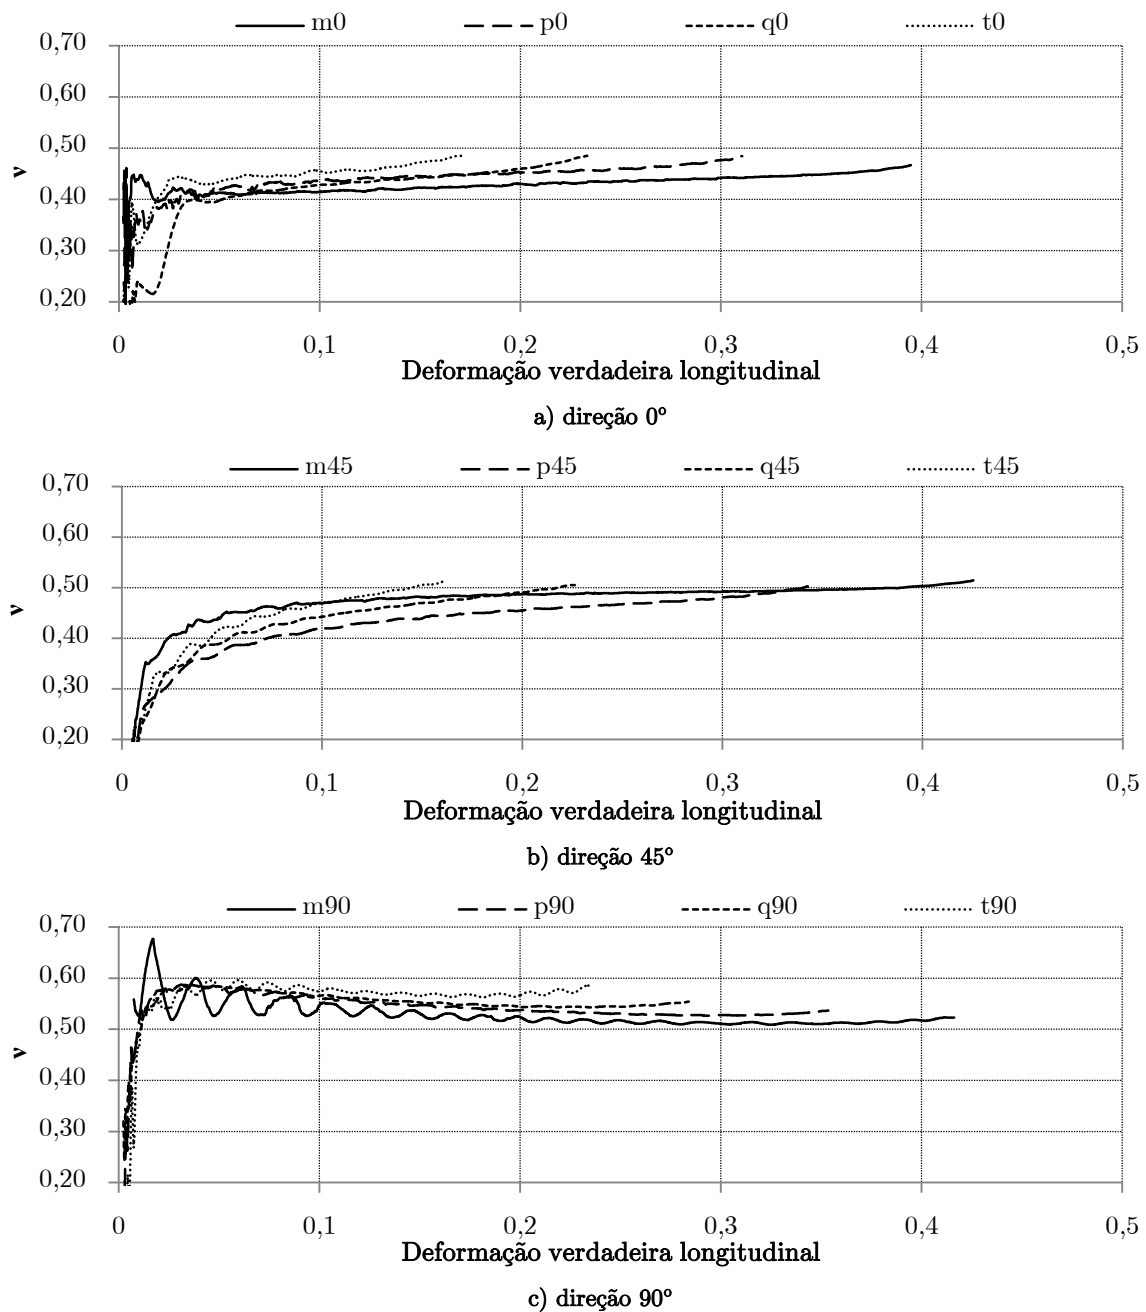 m0 p0 q0 t0
0,70
0,60
0,50
0,40
0,30
0,20
ν
0 0,1 0,2 0,3 0,4 0,5
Deformação verdadeira longitudinal
a) direção 0º
m45 p45 q45 t45
0,70
0,60
0,50
0,40
0,30
0,20
ν
0 0,1 0,2 0,3 0,4 0,5
Deformação verdadeira longitudinal
b) direção 45º
m90 p90 q90 t90
0,70
0,60
0,50
0,40
0,30
0,20
ν
0 0,1 0,2 0,3 0,4 0,5
Deformação verdadeira longitudinal
c) direção 90º